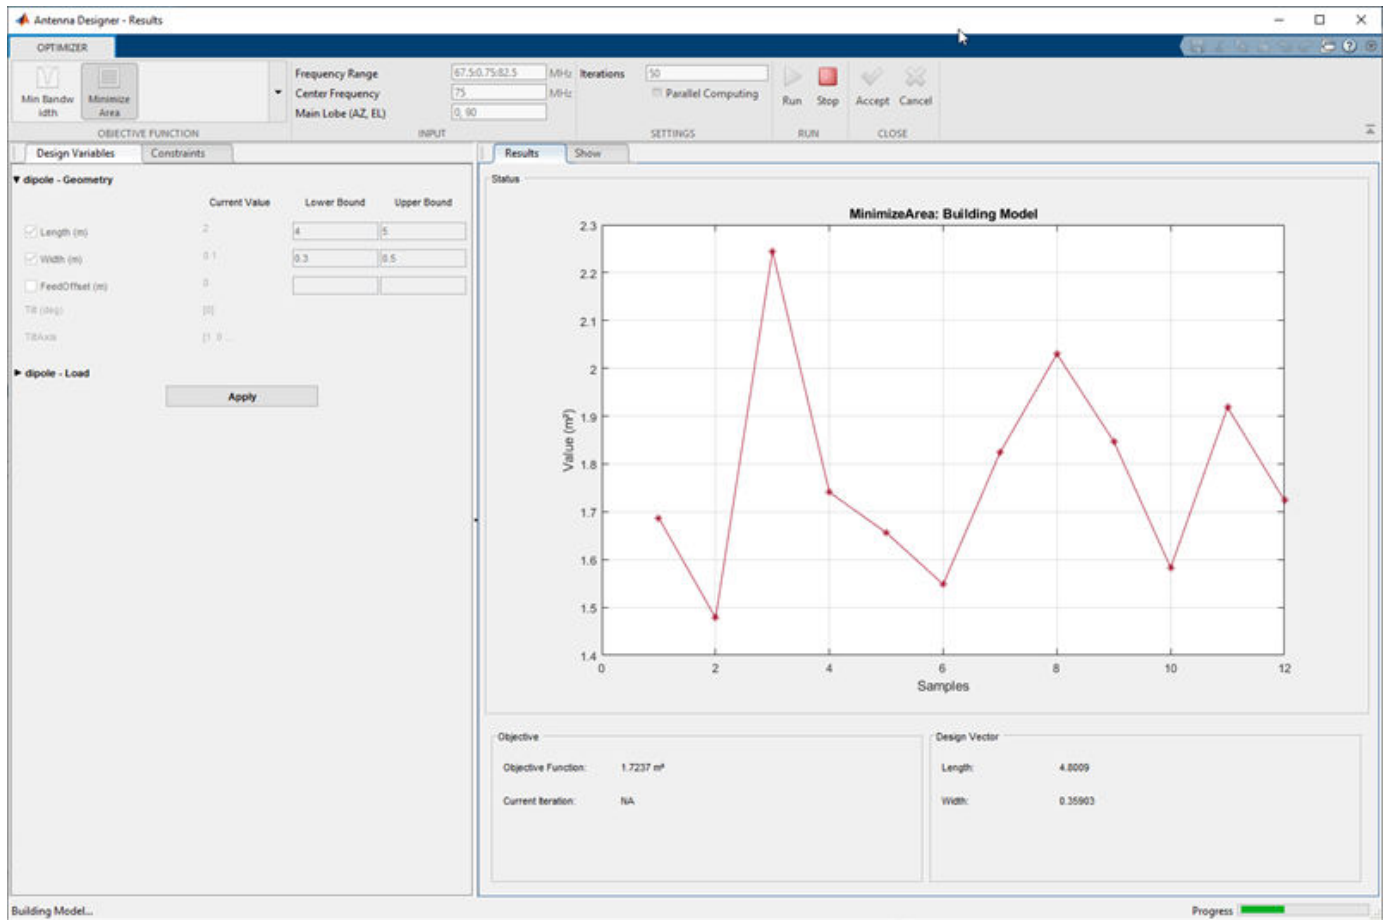 Antenna Designer - Results
OPTIMIZER
Min Bandw
idth
Minimize
Area
OBJECTIVE FUNCTION
Frequency Range 67.5:0.75:82.5 MHz
Center Frequency 75 MHz
Main Lobe (AZ, EL) 0, 90
INPUT
Iterations 50
Parallel Computing
SETTINGS
Run Stop
RUN
Accept Cancel
CLOSE
Design Variables Constraints
dipole - Geometry
Current Value Lower Bound Upper Bound
Length (m) 2 4 5
Width (m) 0.1 0.3 0.5
FeedOffset (m) 0
Tilt (deg) [0]
TiltAxis [1 0 ...
dipole - Load
Apply
Results Show
Status
MinimizeArea: Building Model
2.3
2.2
2.1
2
1.9
1.8
1.7
1.6
1.5
1.4
Value (m²)
0 2 4 6 8 10 12
Samples
Objective
Objective Function: 1.7237 m²
Current Iteration: NA
Design Vector
Length: 4.8009
Width: 0.35903
Building Model...
Progress